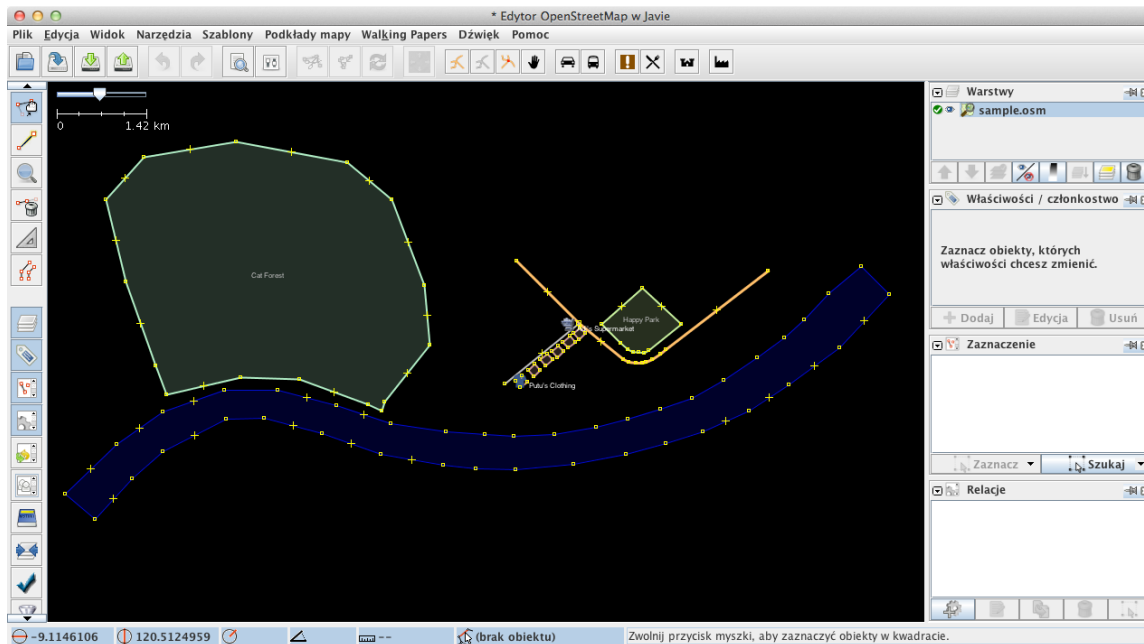 * Edytor OpenStreetMap w Javie
Plik Edycja Widok Narzędzia Szablony Podkłady mapy Walking Papers Dźwięk Pomoc
0 1.42 km
Cat Forest
Happy Park
Supermarket
Putu's Clothing
Warstwy
sample.osm
Właściwości / członkostwo
Zaznacz obiekty, których
właściwości chcesz zmienić.
Dodaj Edycja Usuń
Zaznaczenie
Zaznacz Szukaj
Relacje
-9.1146106 120.5124959 -- (brak obiektu) Zwolnij przycisk myszki, aby zaznaczyć obiekty w kwadracie.